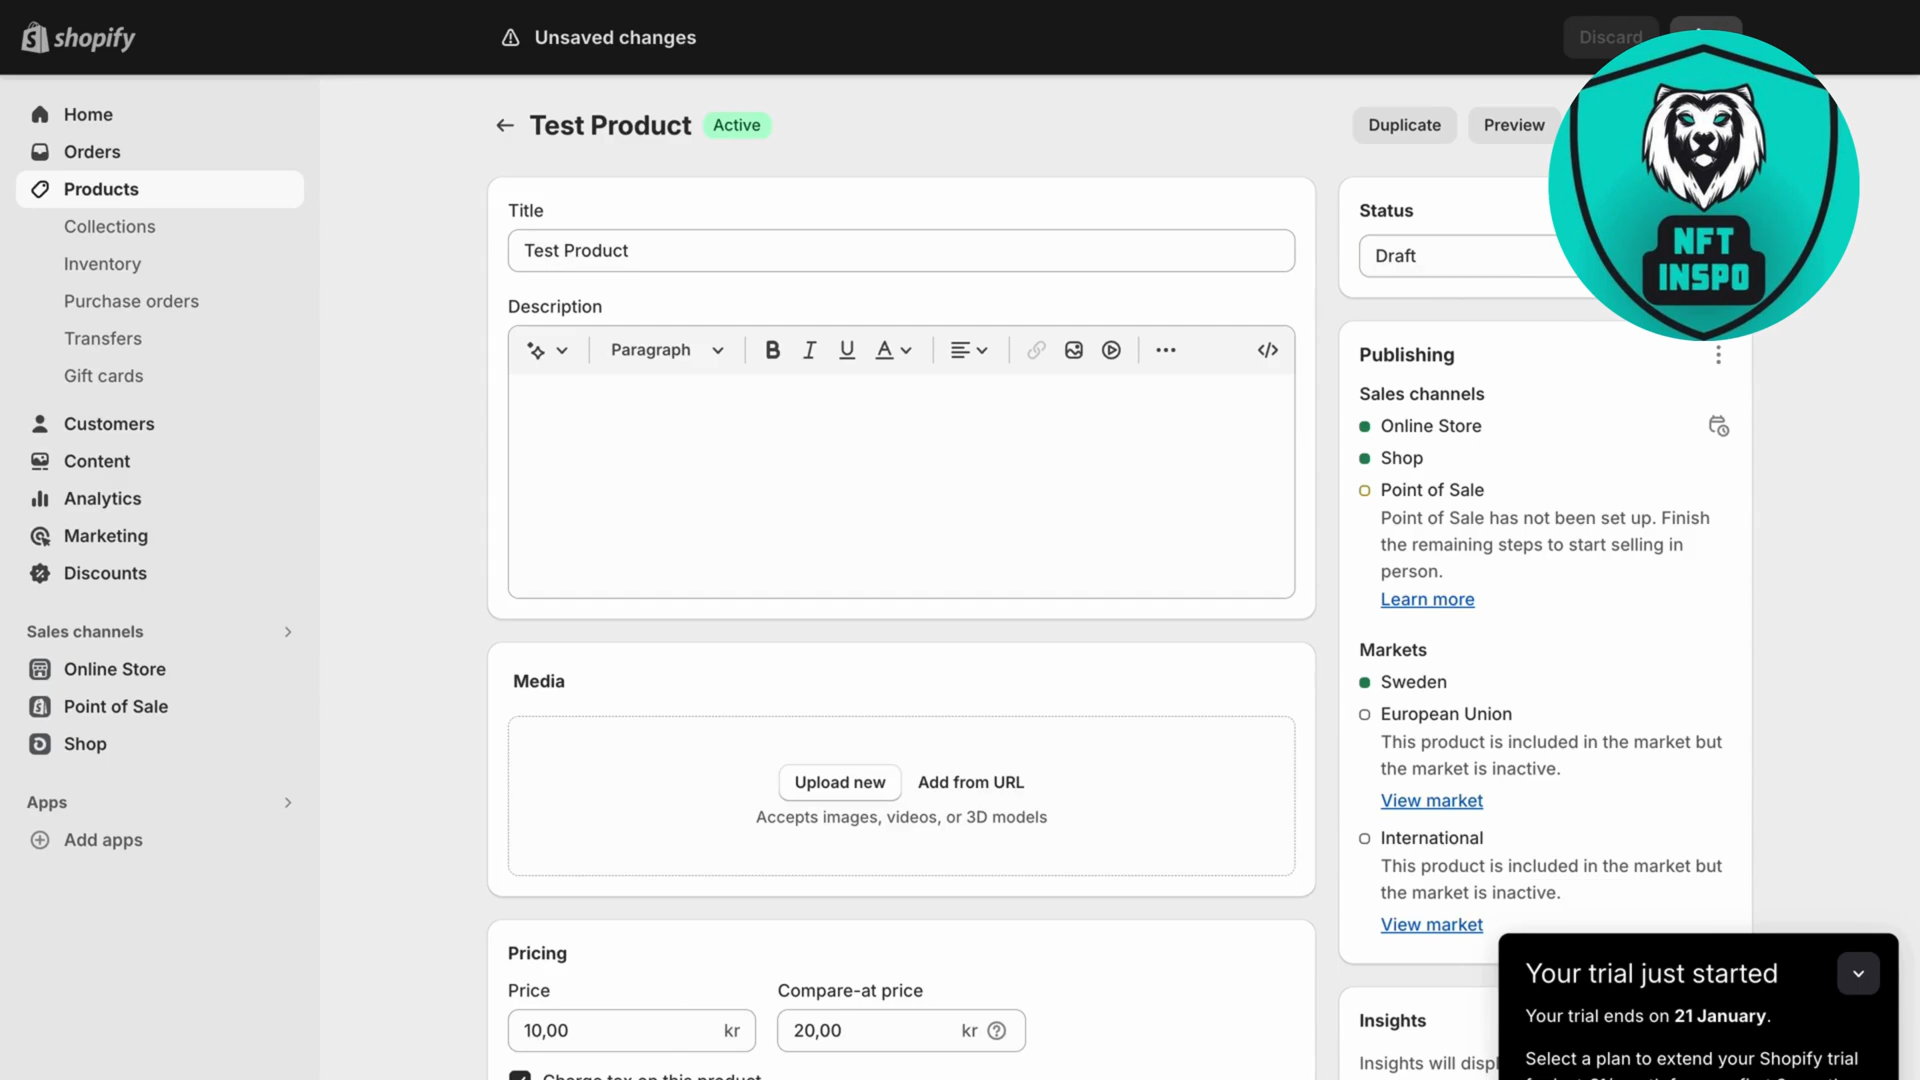 shopify
Unsaved changes
Discard
Home
Orders
Products
Collections
Inventory
Purchase orders
Transfers
Gift cards
Customers
Content
Analytics
Marketing
Discounts
Sales channels
Online Store
Point of Sale
Shop
Apps
Add apps
Test Product Active
Duplicate Preview
Title
Test Product
Description
Paragraph
Media
Upload new Add from URL
Accepts images, videos, or 3D models
Pricing
Price Compare-at price
10,00 kr 20,00 kr
Charge tax on this product
Status
Draft
NFT
INSPO
Publishing
Sales channels
Online Store
Shop
Point of Sale
Point of Sale has not been set up. Finish
the remaining steps to start selling in
person.
Learn more
Markets
Sweden
European Union
This product is included in the market but
the market is inactive.
View market
International
This product is included in the market but
the market is inactive.
View market
Insights
Insights will
Your trial just started
Your trial ends on 21 January.
Select a plan to extend your Shopify trial